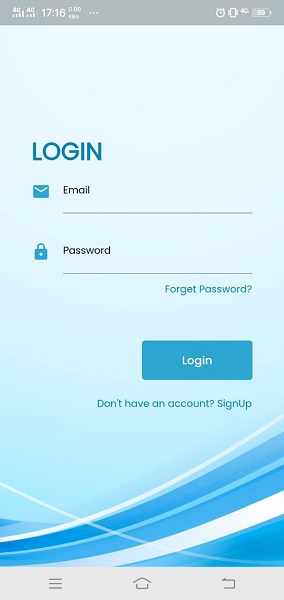 4G 4G 17:16 0.00 KB/s ... 4G
LOGIN
Email
Password
Forget Password?
Login
Don't have an account? SignUp